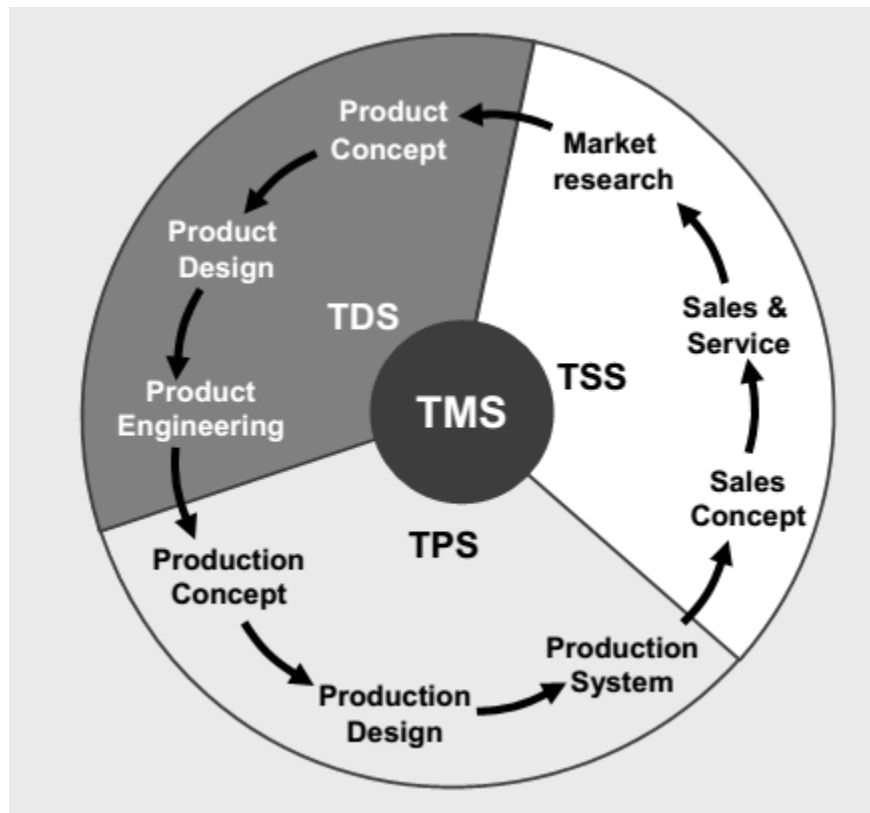 Product
Concept
Market
research
Product
Design
TDS
Sales &
Service
TSS
Product
Engineering
TMS
Sales
Concept
TPS
Production
Concept
Production
System
Production
Design